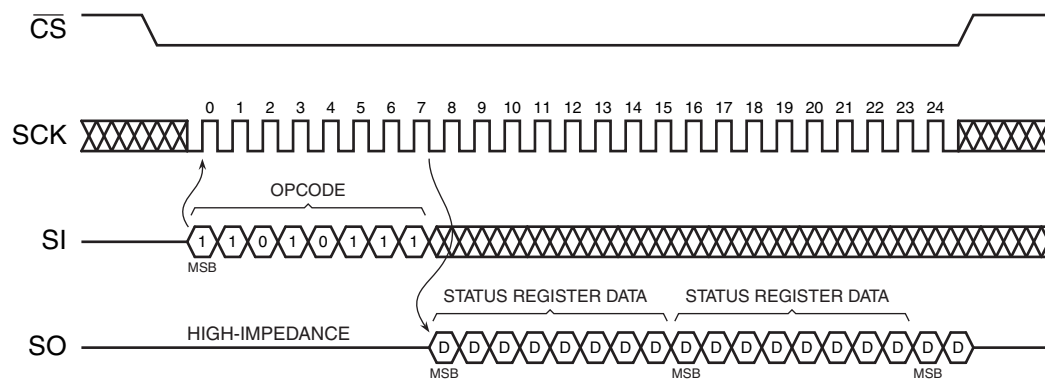 CS
0 1 2 3 4 5 6 7 8 9 10 11 12 13 14 15 16 17 18 19 20 21 22 23 24
SCK
OPCODE
SI 1 1 0 1 0 1 1 1
MSB
STATUS REGISTER DATA STATUS REGISTER DATA
HIGH-IMPEDANCE
SO D D D D D D D D D D D D D D D D D D
MSB MSB MSB